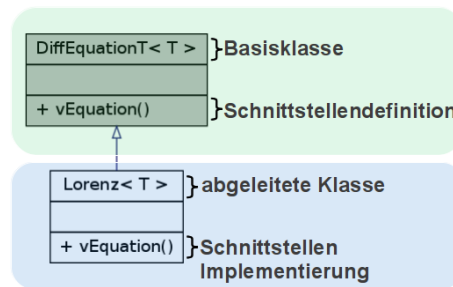 DiffEquationT< T > Basisklasse
+ vEquation() Schnittstellendefinition
Lorenz< T > abgeleitete Klasse
+ vEquation() Schnittstellen
Implementierung